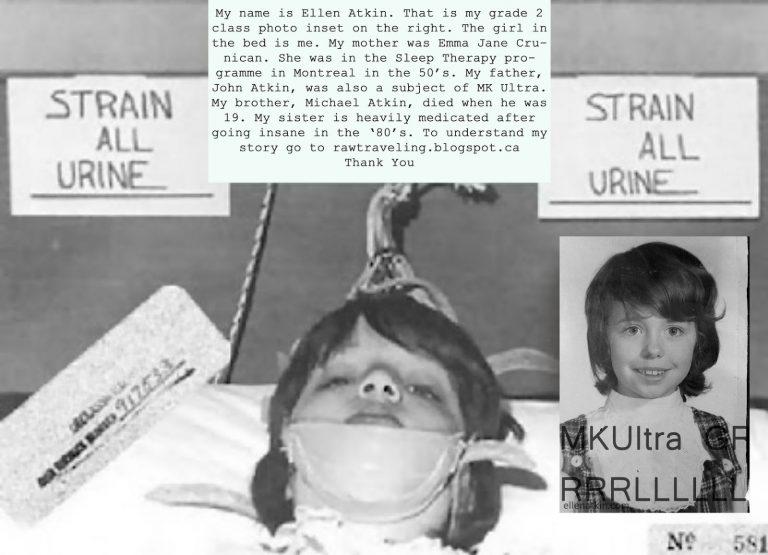 My name is Ellen Atkin. That is my grade 2
class photo inset on the right. The girl in
the bed is me. My mother was Emma Jane Cru-
nican. She was in the Sleep Therapy pro-
gramme in Montreal in the 50's. My father,
John Atkin, was also a subject of MK Ultra.
My brother, Michael Atkin, died when he was
19. My sister is heavily medicated after
going insane in the '80's. To understand my
story go to rawtraveling.blogspot.ca
Thank You
STRAIN
ALL
URINE
STRAIN
ALL
URINE
917533
MKUltra GR
RRRLLLLLL
ellenatkin.com
Nº 581